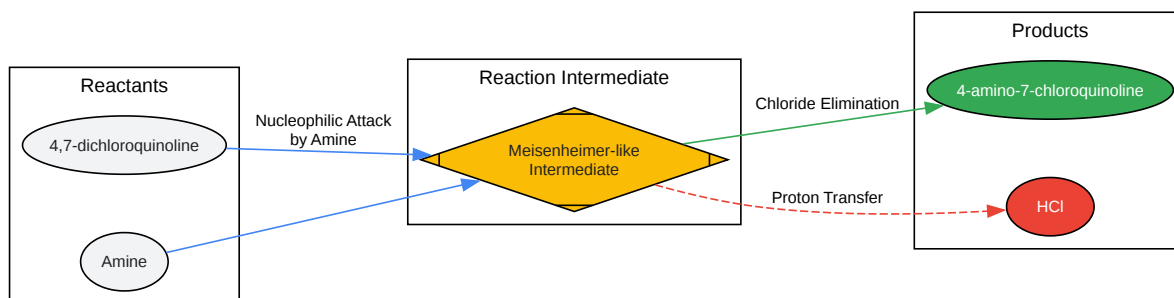 Reactants
4,7-dichloroquinoline
Amine
Nucleophilic Attack
by Amine
Reaction Intermediate
Meisenheimer-like
Intermediate
Chloride Elimination
Proton Transfer
Products
4-amino-7-chloroquinoline
HCl